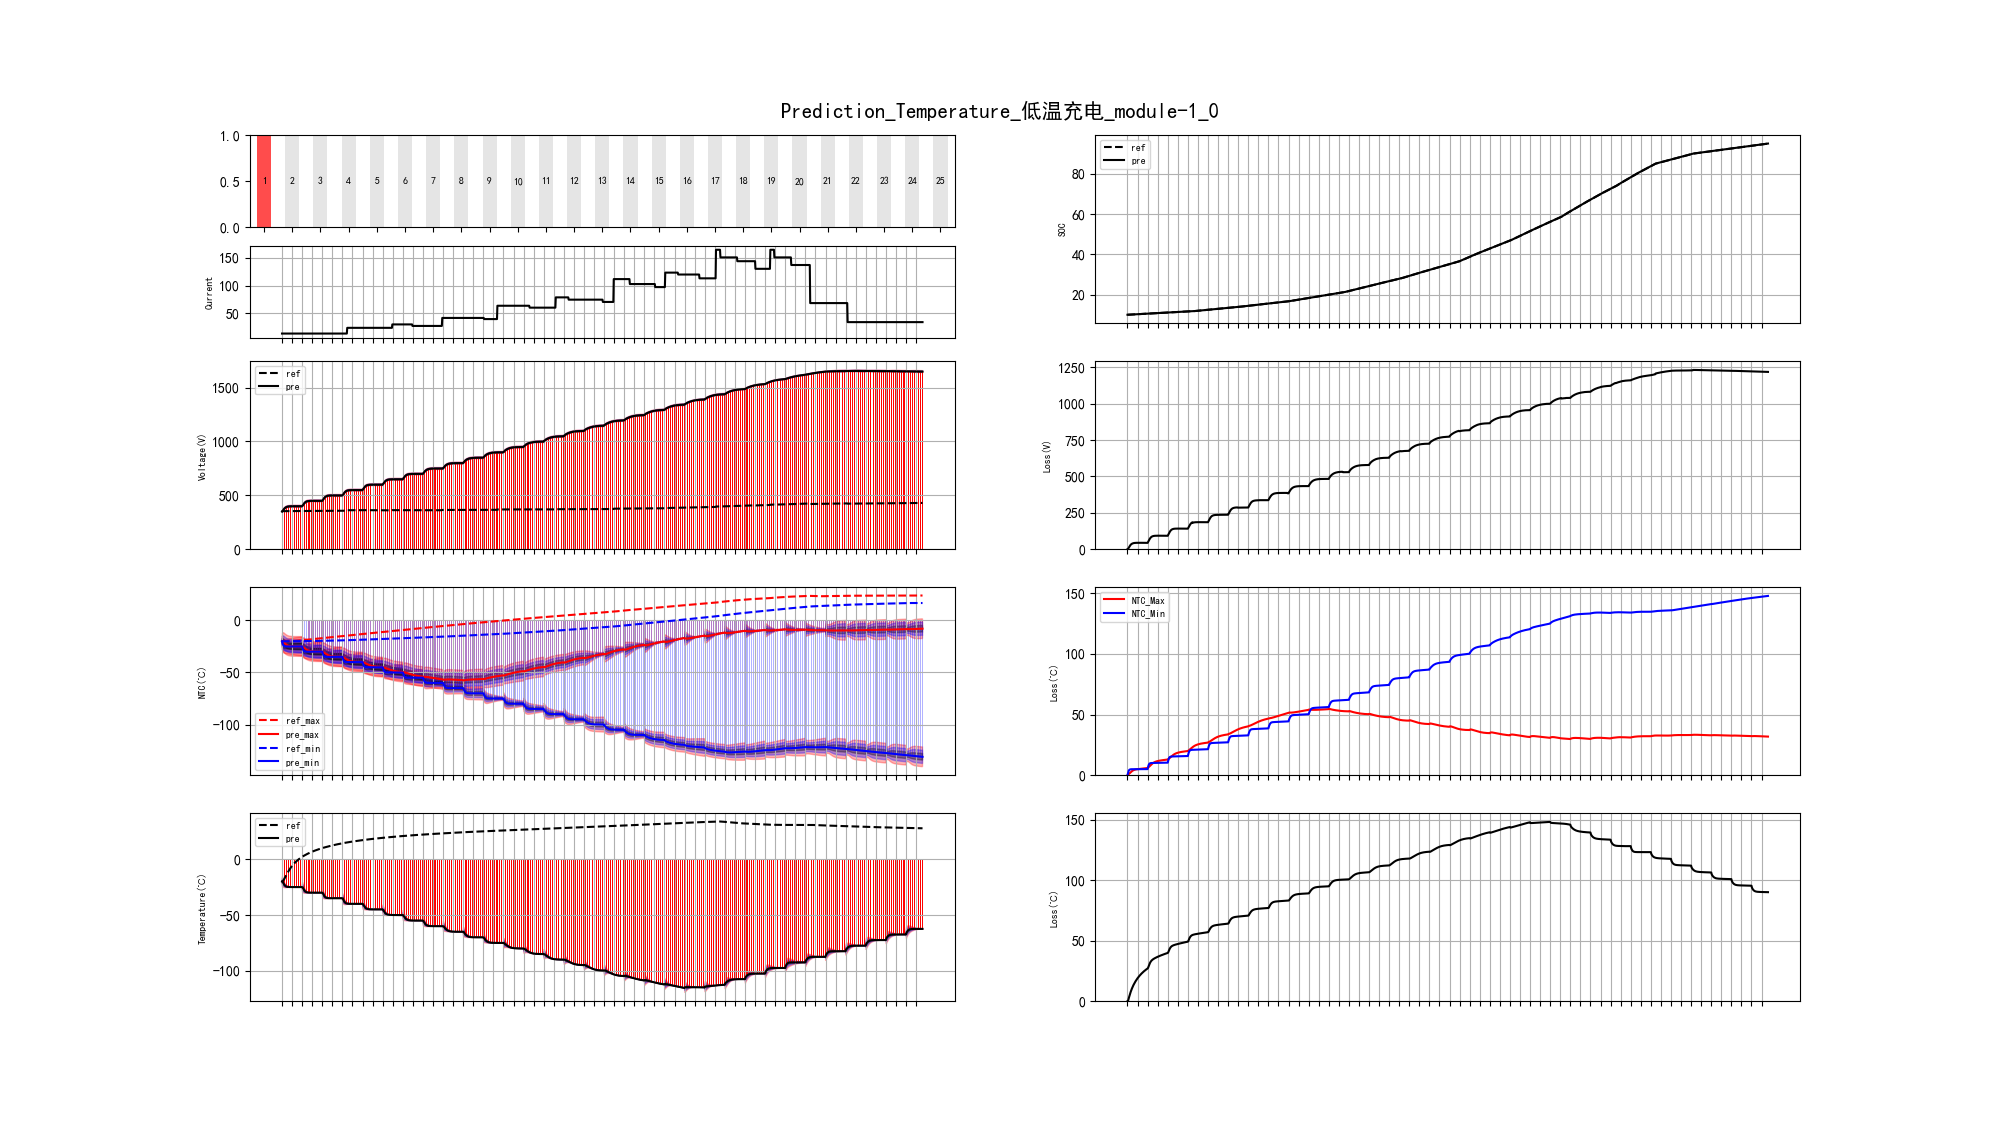 Prediction_Temperature_低温充电_module-1_0
1.0
0.5
0.0
1 2 3 4 5 6 7 8 9 10 11 12 13 14 15 16 17 18 19 20 21 22 23 24 25
Current
150
100
50
Voltage(V)
1500
1000
500
0
ref
pre
NTC(℃)
0
−50
−100
ref_max
pre_max
ref_min
pre_min
Temperature(℃)
0
−50
−100
ref
pre
SOC
80
60
40
20
ref
pre
Loss(V)
1250
1000
750
500
250
0
Loss(℃)
150
100
50
0
NTC_Max
NTC_Min
Loss(℃)
150
100
50
0